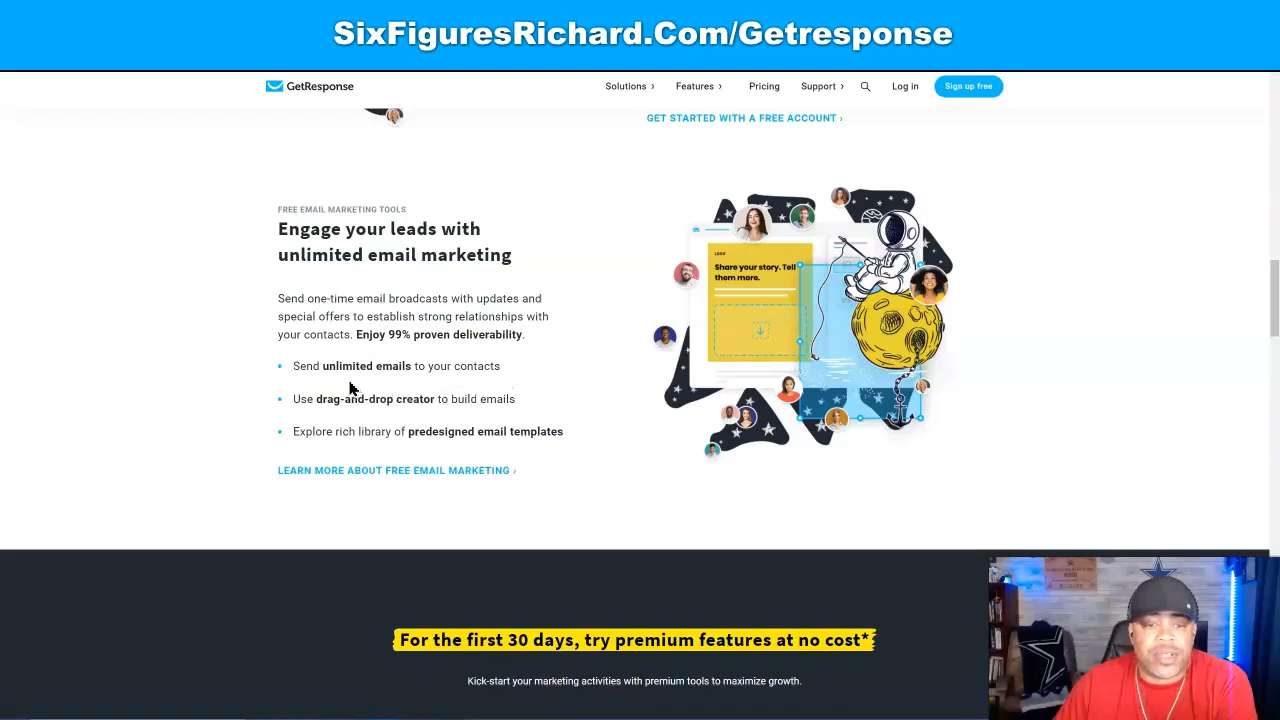 SixFiguresRichard.Com/Getresponse
GetResponse
Solutions ›
Features ›
Pricing
Support ›
Log in
Sign up free
GET STARTED WITH A FREE ACCOUNT ›
FREE EMAIL MARKETING TOOLS
Engage your leads with
unlimited email marketing
Send one-time email broadcasts with updates and
special offers to establish strong relationships with
your contacts. Enjoy 99% proven deliverability.
• Send unlimited emails to your contacts
• Use drag-and-drop creator to build emails
• Explore rich library of predesigned email templates
LEARN MORE ABOUT FREE EMAIL MARKETING ›
LOGO
Share your story. Tell
them more.
For the first 30 days, try premium features at no cost*
Kick-start your marketing activities with premium tools to maximize growth.